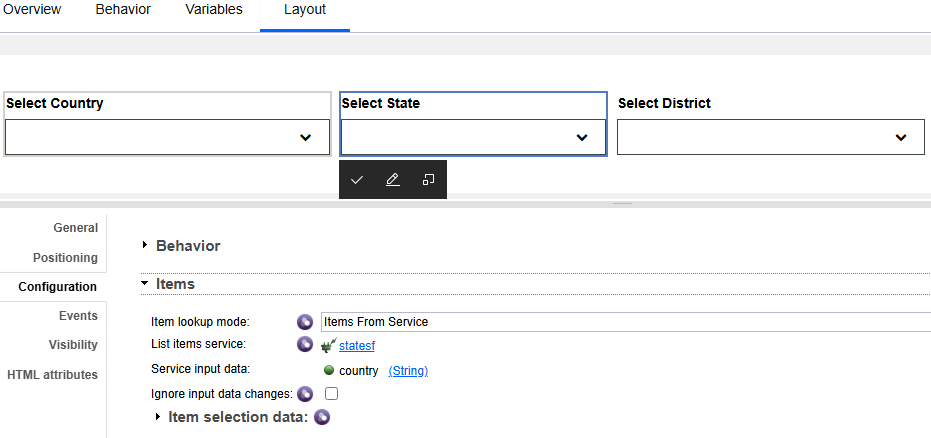 Overview Behavior Variables Layout
Select Country Select State Select District
General
Positioning
Configuration
Events
Visibility
HTML attributes
Behavior
Items
Item lookup mode: Items From Service
List items service: statesf
Service input data: country (String)
Ignore input data changes:
Item selection data: